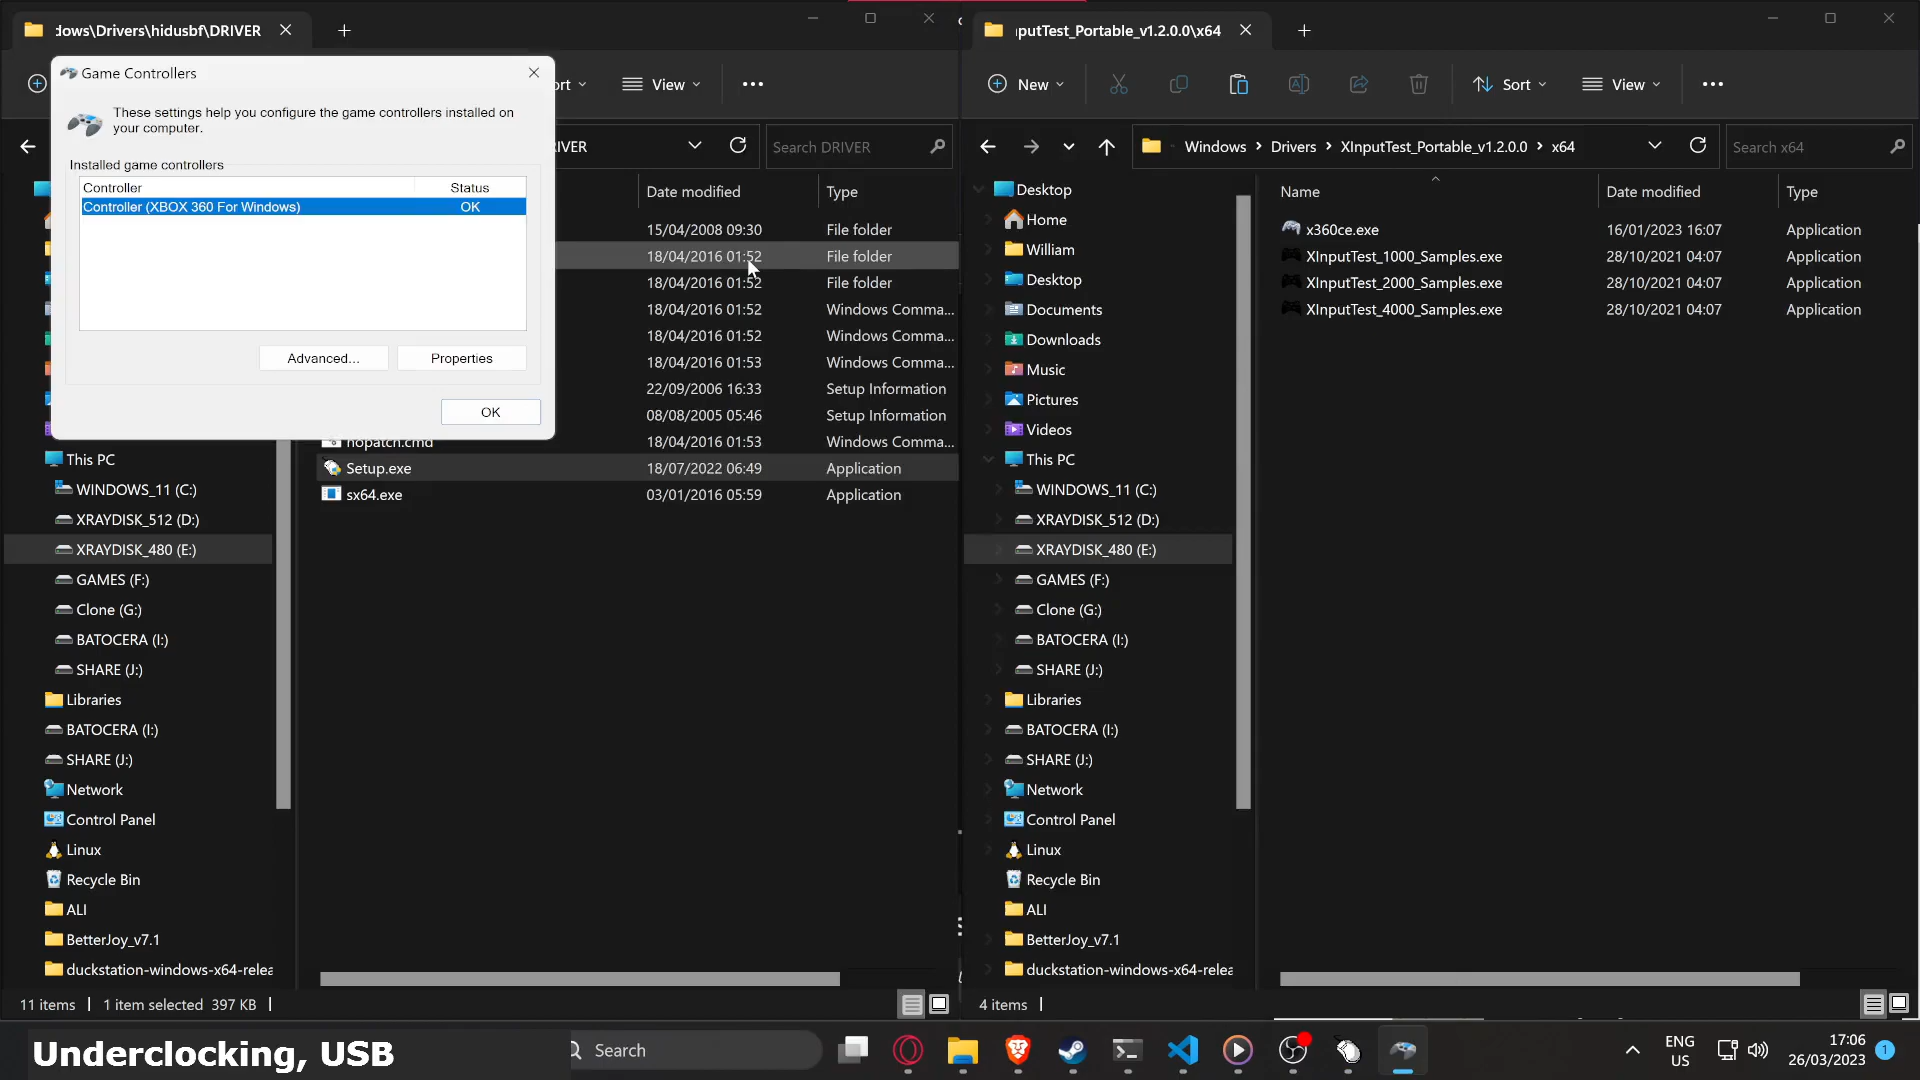 dows\Drivers\hidusbf\DRIVER
Game Controllers
These settings help you configure the game controllers installed on
your computer.
Installed game controllers
Controller Status
Controller (XBOX 360 For Windows) OK
Advanced...
Properties
OK
View
Search DRIVER
Date modified Type
15/04/2008 09:30 File folder
18/04/2016 01:52 File folder
18/04/2016 01:52 File folder
18/04/2016 01:52 Windows Comma...
18/04/2016 01:52 Windows Comma...
18/04/2016 01:53 Windows Comma...
22/09/2006 16:33 Setup Information
08/08/2005 05:46 Setup Information
nopatch.cmd 18/04/2016 01:53 Windows Comma...
Setup.exe 18/07/2022 06:49 Application
sx64.exe 03/01/2016 05:59 Application
This PC
WINDOWS_11 (C:)
XRAYDISK_512 (D:)
XRAYDISK_480 (E:)
GAMES (F:)
Clone (G:)
BATOCERA (I:)
SHARE (J:)
Libraries
BATOCERA (I:)
SHARE (J:)
Network
Control Panel
Linux
Recycle Bin
ALI
BetterJoy_v7.1
duckstation-windows-x64-relea
11 items
1 item selected 397 KB
putTest_Portable_v1.2.0.0\x64
New
Sort
View
Windows > Drivers > XInputTest_Portable_v1.2.0.0 > x64
Search x64
Name Date modified Type
x360ce.exe 16/01/2023 16:07 Application
XInputTest_1000_Samples.exe 28/10/2021 04:07 Application
XInputTest_2000_Samples.exe 28/10/2021 04:07 Application
XInputTest_4000_Samples.exe 28/10/2021 04:07 Application
Desktop
Home
William
Desktop
Documents
Downloads
Music
Pictures
Videos
This PC
WINDOWS_11 (C:)
XRAYDISK_512 (D:)
XRAYDISK_480 (E:)
GAMES (F:)
Clone (G:)
BATOCERA (I:)
SHARE (J:)
Libraries
BATOCERA (I:)
SHARE (J:)
Network
Control Panel
Linux
Recycle Bin
ALI
BetterJoy_v7.1
duckstation-windows-x64-relea
4 items
Underclocking, USB
Search
ENG
US
17:06
26/03/2023
1